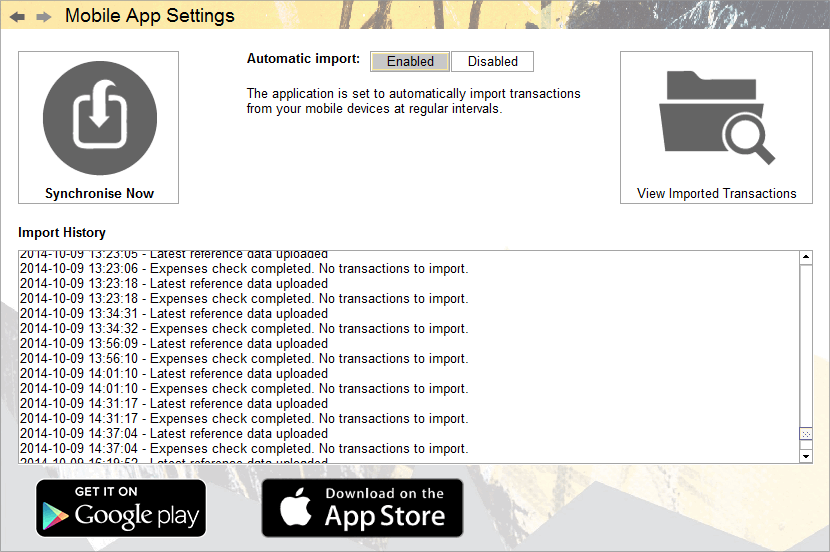 Mobile App Settings
Automatic import: Enabled Disabled
The application is set to automatically import transactions
from your mobile devices at regular intervals.
Synchronise Now
View Imported Transactions
Import History
2014-10-09 13:23:05 - Latest reference data uploaded
2014-10-09 13:23:06 - Expenses check completed. No transactions to import.
2014-10-09 13:23:18 - Latest reference data uploaded
2014-10-09 13:23:18 - Expenses check completed. No transactions to import.
2014-10-09 13:34:31 - Latest reference data uploaded
2014-10-09 13:34:32 - Expenses check completed. No transactions to import.
2014-10-09 13:56:09 - Latest reference data uploaded
2014-10-09 13:56:10 - Expenses check completed. No transactions to import.
2014-10-09 14:01:10 - Latest reference data uploaded
2014-10-09 14:01:10 - Expenses check completed. No transactions to import.
2014-10-09 14:31:17 - Latest reference data uploaded
2014-10-09 14:31:17 - Expenses check completed. No transactions to import.
2014-10-09 14:37:04 - Latest reference data uploaded
2014-10-09 14:37:04 - Expenses check completed. No transactions to import.
2014-10-09 16:19:52 - Latest reference data uploaded
GET IT ON
Google play
Download on the
App Store